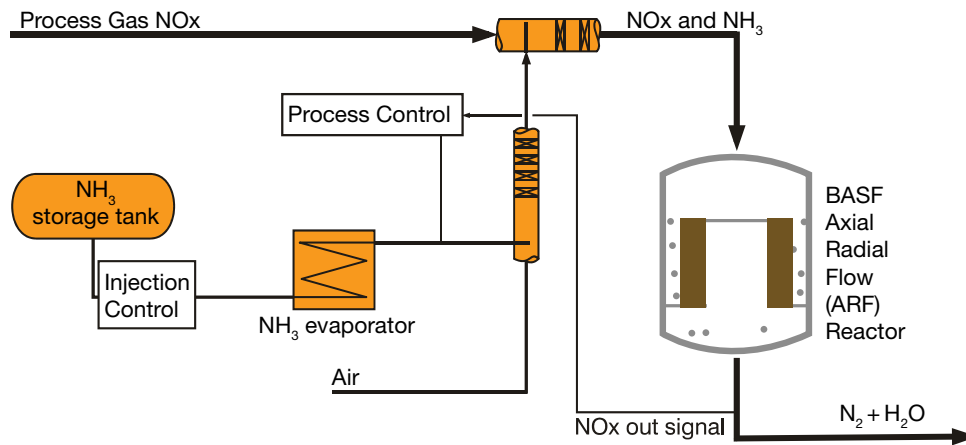 Process Gas NOx
NOx and NH₃
Process Control
NH₃
storage tank
Injection
Control
NH₃ evaporator
Air
BASF
Axial
Radial
Flow
(ARF)
Reactor
NOx out signal
N₂ + H₂O